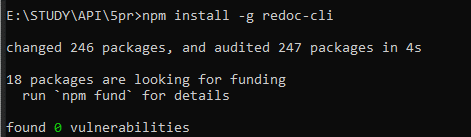 E:\STUDY\API\5pr>npm install -g redoc-cli
changed 246 packages, and audited 247 packages in 4s
18 packages are looking for funding
run `npm fund` for details
found 0 vulnerabilities